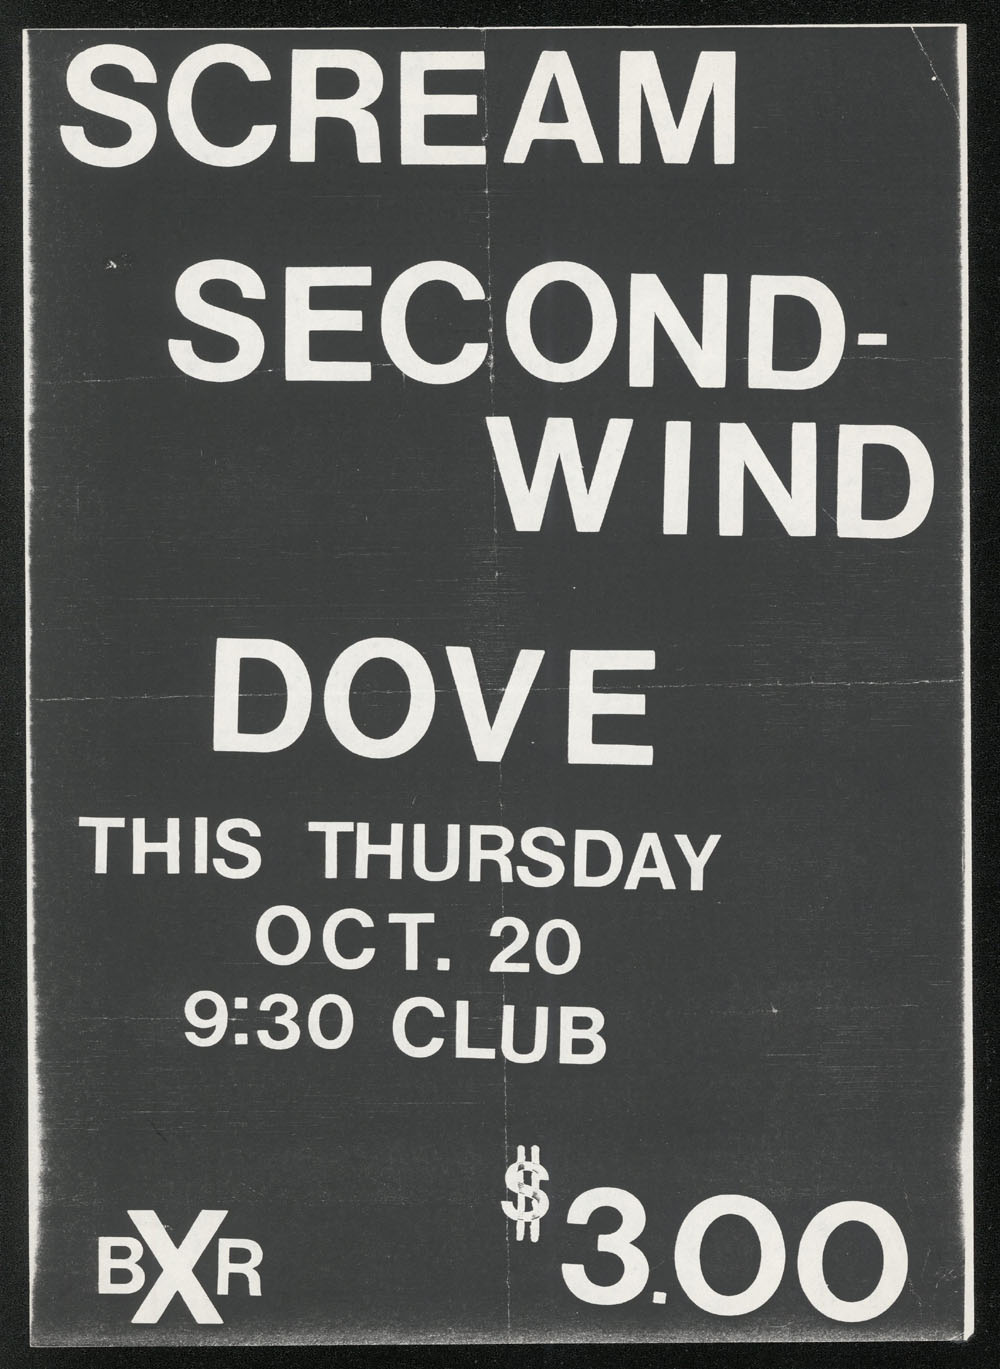 SCREAM
SECOND-
WIND
DOVE
THIS THURSDAY
OCT. 20
9:30 CLUB
$3.00
BXR